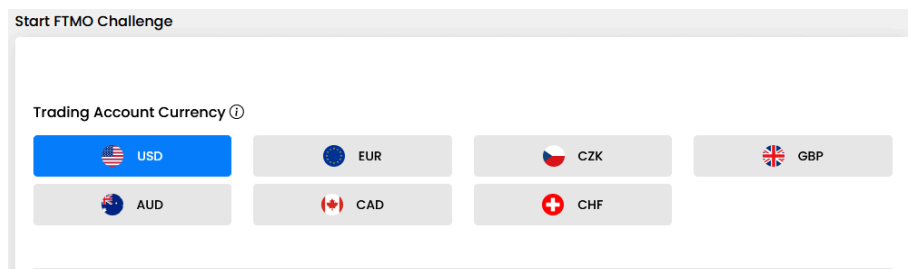 Start FTMO Challenge
Trading Account Currency ⓘ
USD EUR CZK GBP
AUD CAD CHF